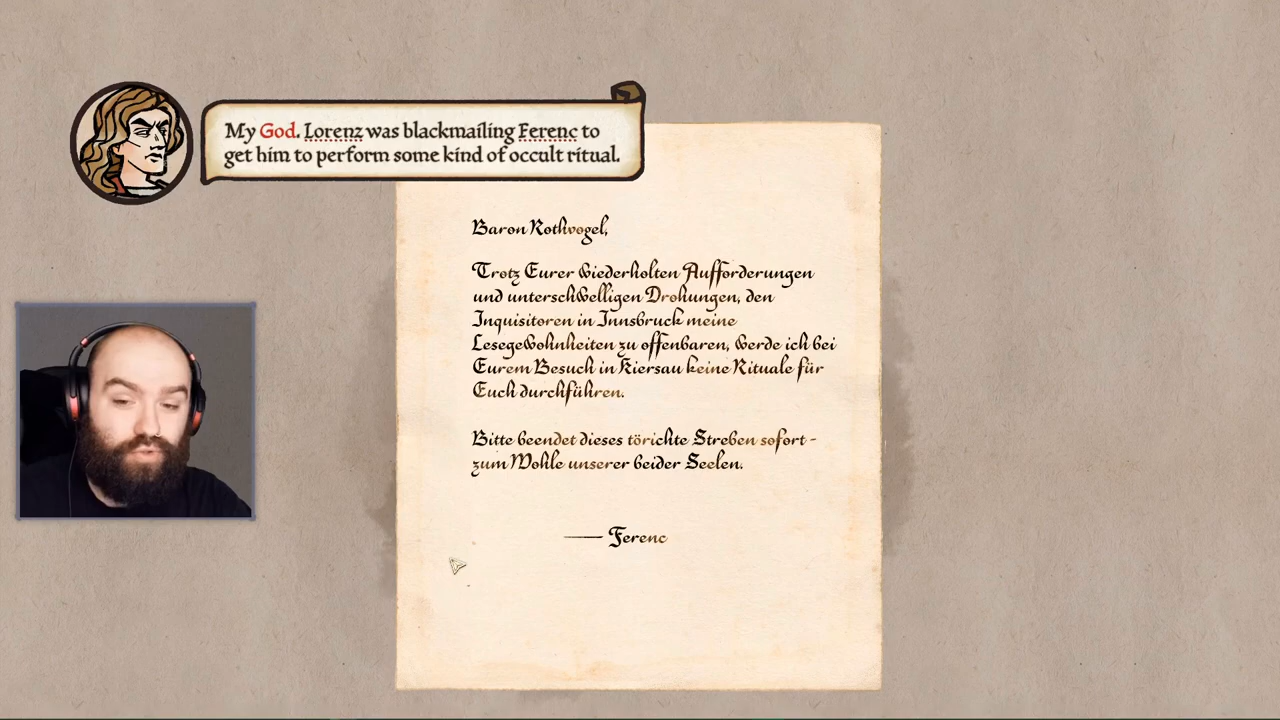 My God. Lorenz was blackmailing Ferenc to
get him to perform some kind of occult ritual.
Baron Rothvogel,
Trotz Eurer wiederholten Aufforderungen
und unterschwelligen Drohungen, den
Inquisitoren in Innsbruck meine
Lesegewohnheiten zu offenbaren, werde ich bei
Eurem Besuch in Kiersau keine Rituale für
Euch durchführen.
Bitte beendet dieses törichte Streben sofort -
zum Wohle unserer beider Seelen.
— Ferenc